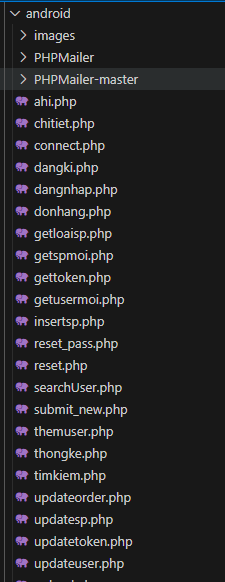 android
images
PHPMailer
PHPMailer-master
ahi.php
chitiet.php
connect.php
dangki.php
dangnhap.php
donhang.php
getloaisp.php
getspmoi.php
gettoken.php
getusermoi.php
insertsp.php
reset_pass.php
reset.php
searchUser.php
submit_new.php
themuser.php
thongke.php
timkiem.php
updateorder.php
updatesp.php
updatetoken.php
updateuser.php